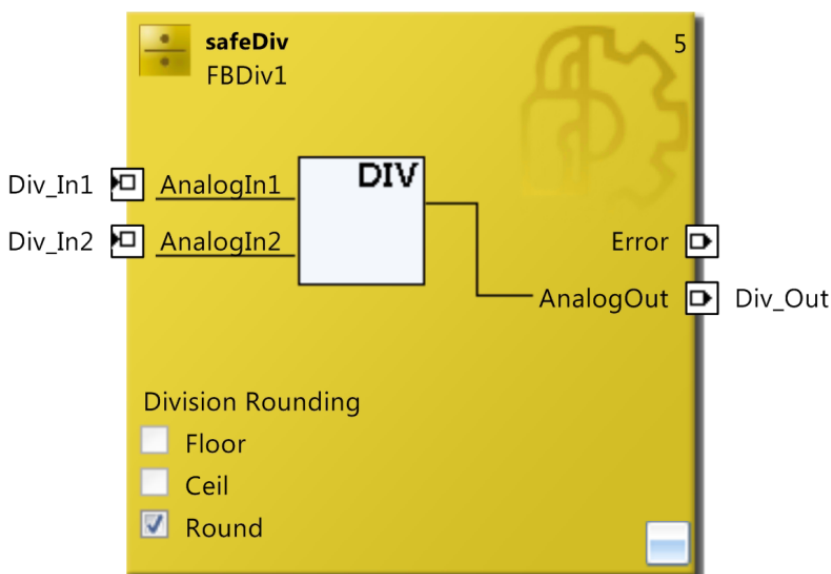 safeDiv 5
FBDiv1
DIV
Div_In1 AnalogIn1
Div_In2 AnalogIn2 Error
AnalogOut Div_Out
Division Rounding
Floor
Ceil
Round